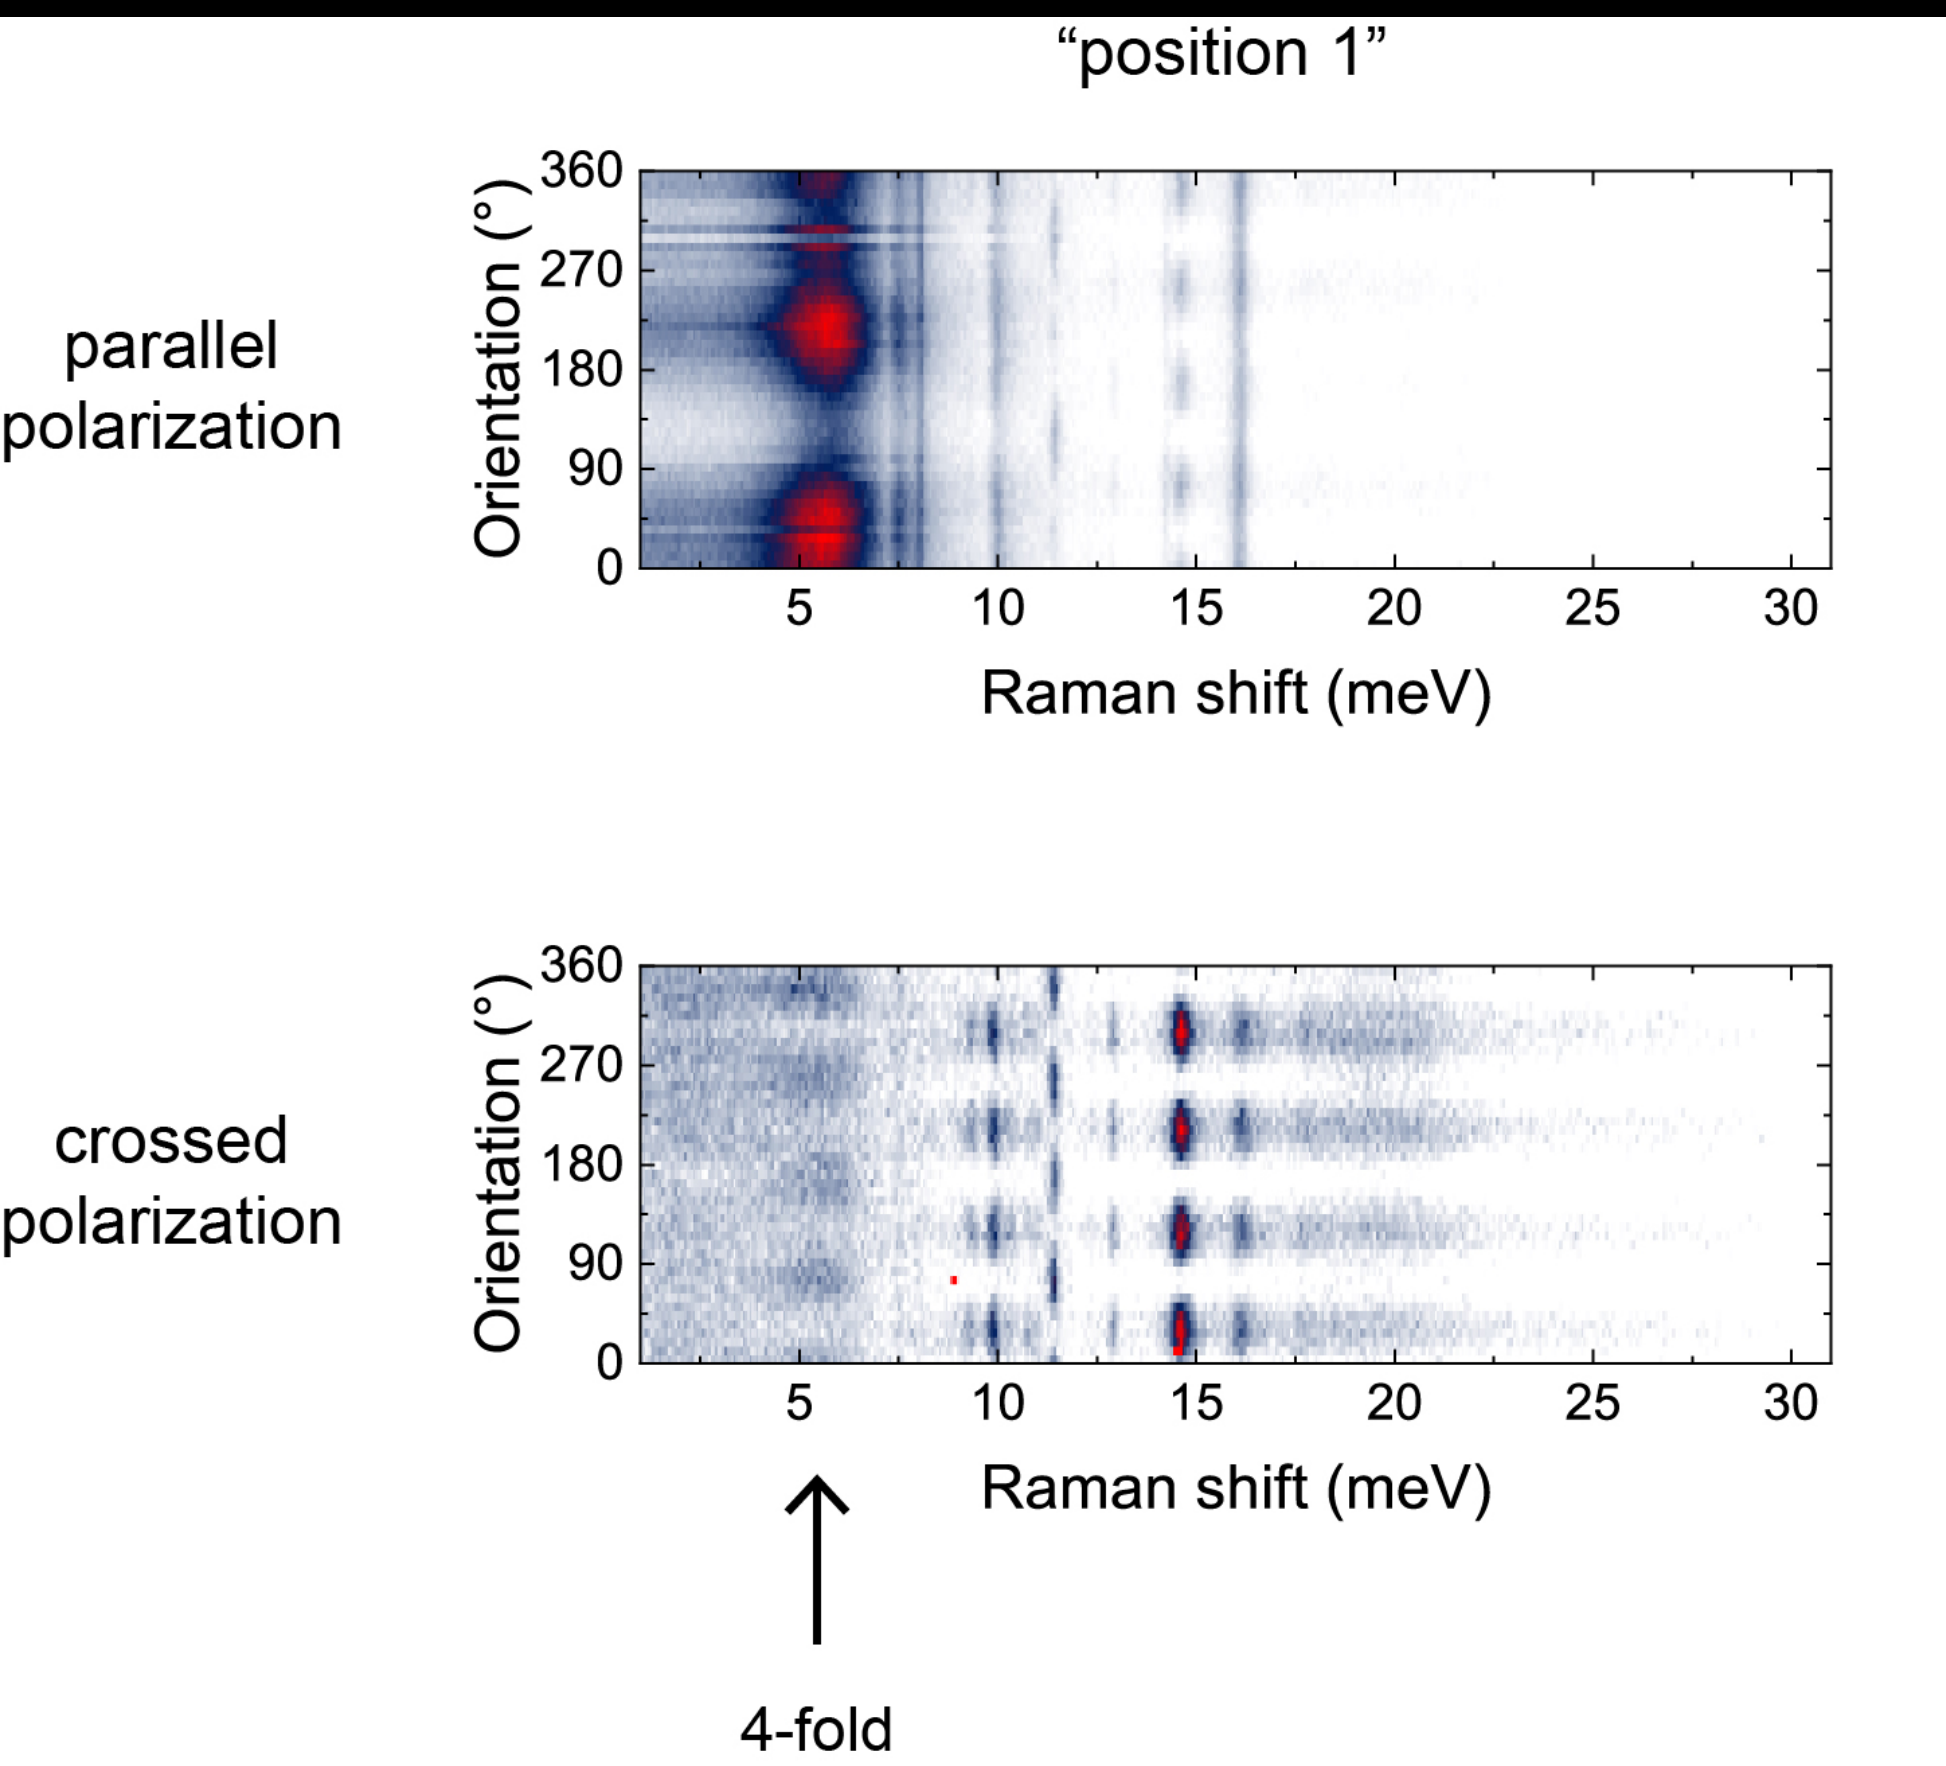 “position 1”
parallel
polarization
Orientation (°)
360
270
180
90
0
5 10 15 20 25 30
Raman shift (meV)
crossed
polarization
Orientation (°)
360
270
180
90
0
5 10 15 20 25 30
Raman shift (meV)
4-fold